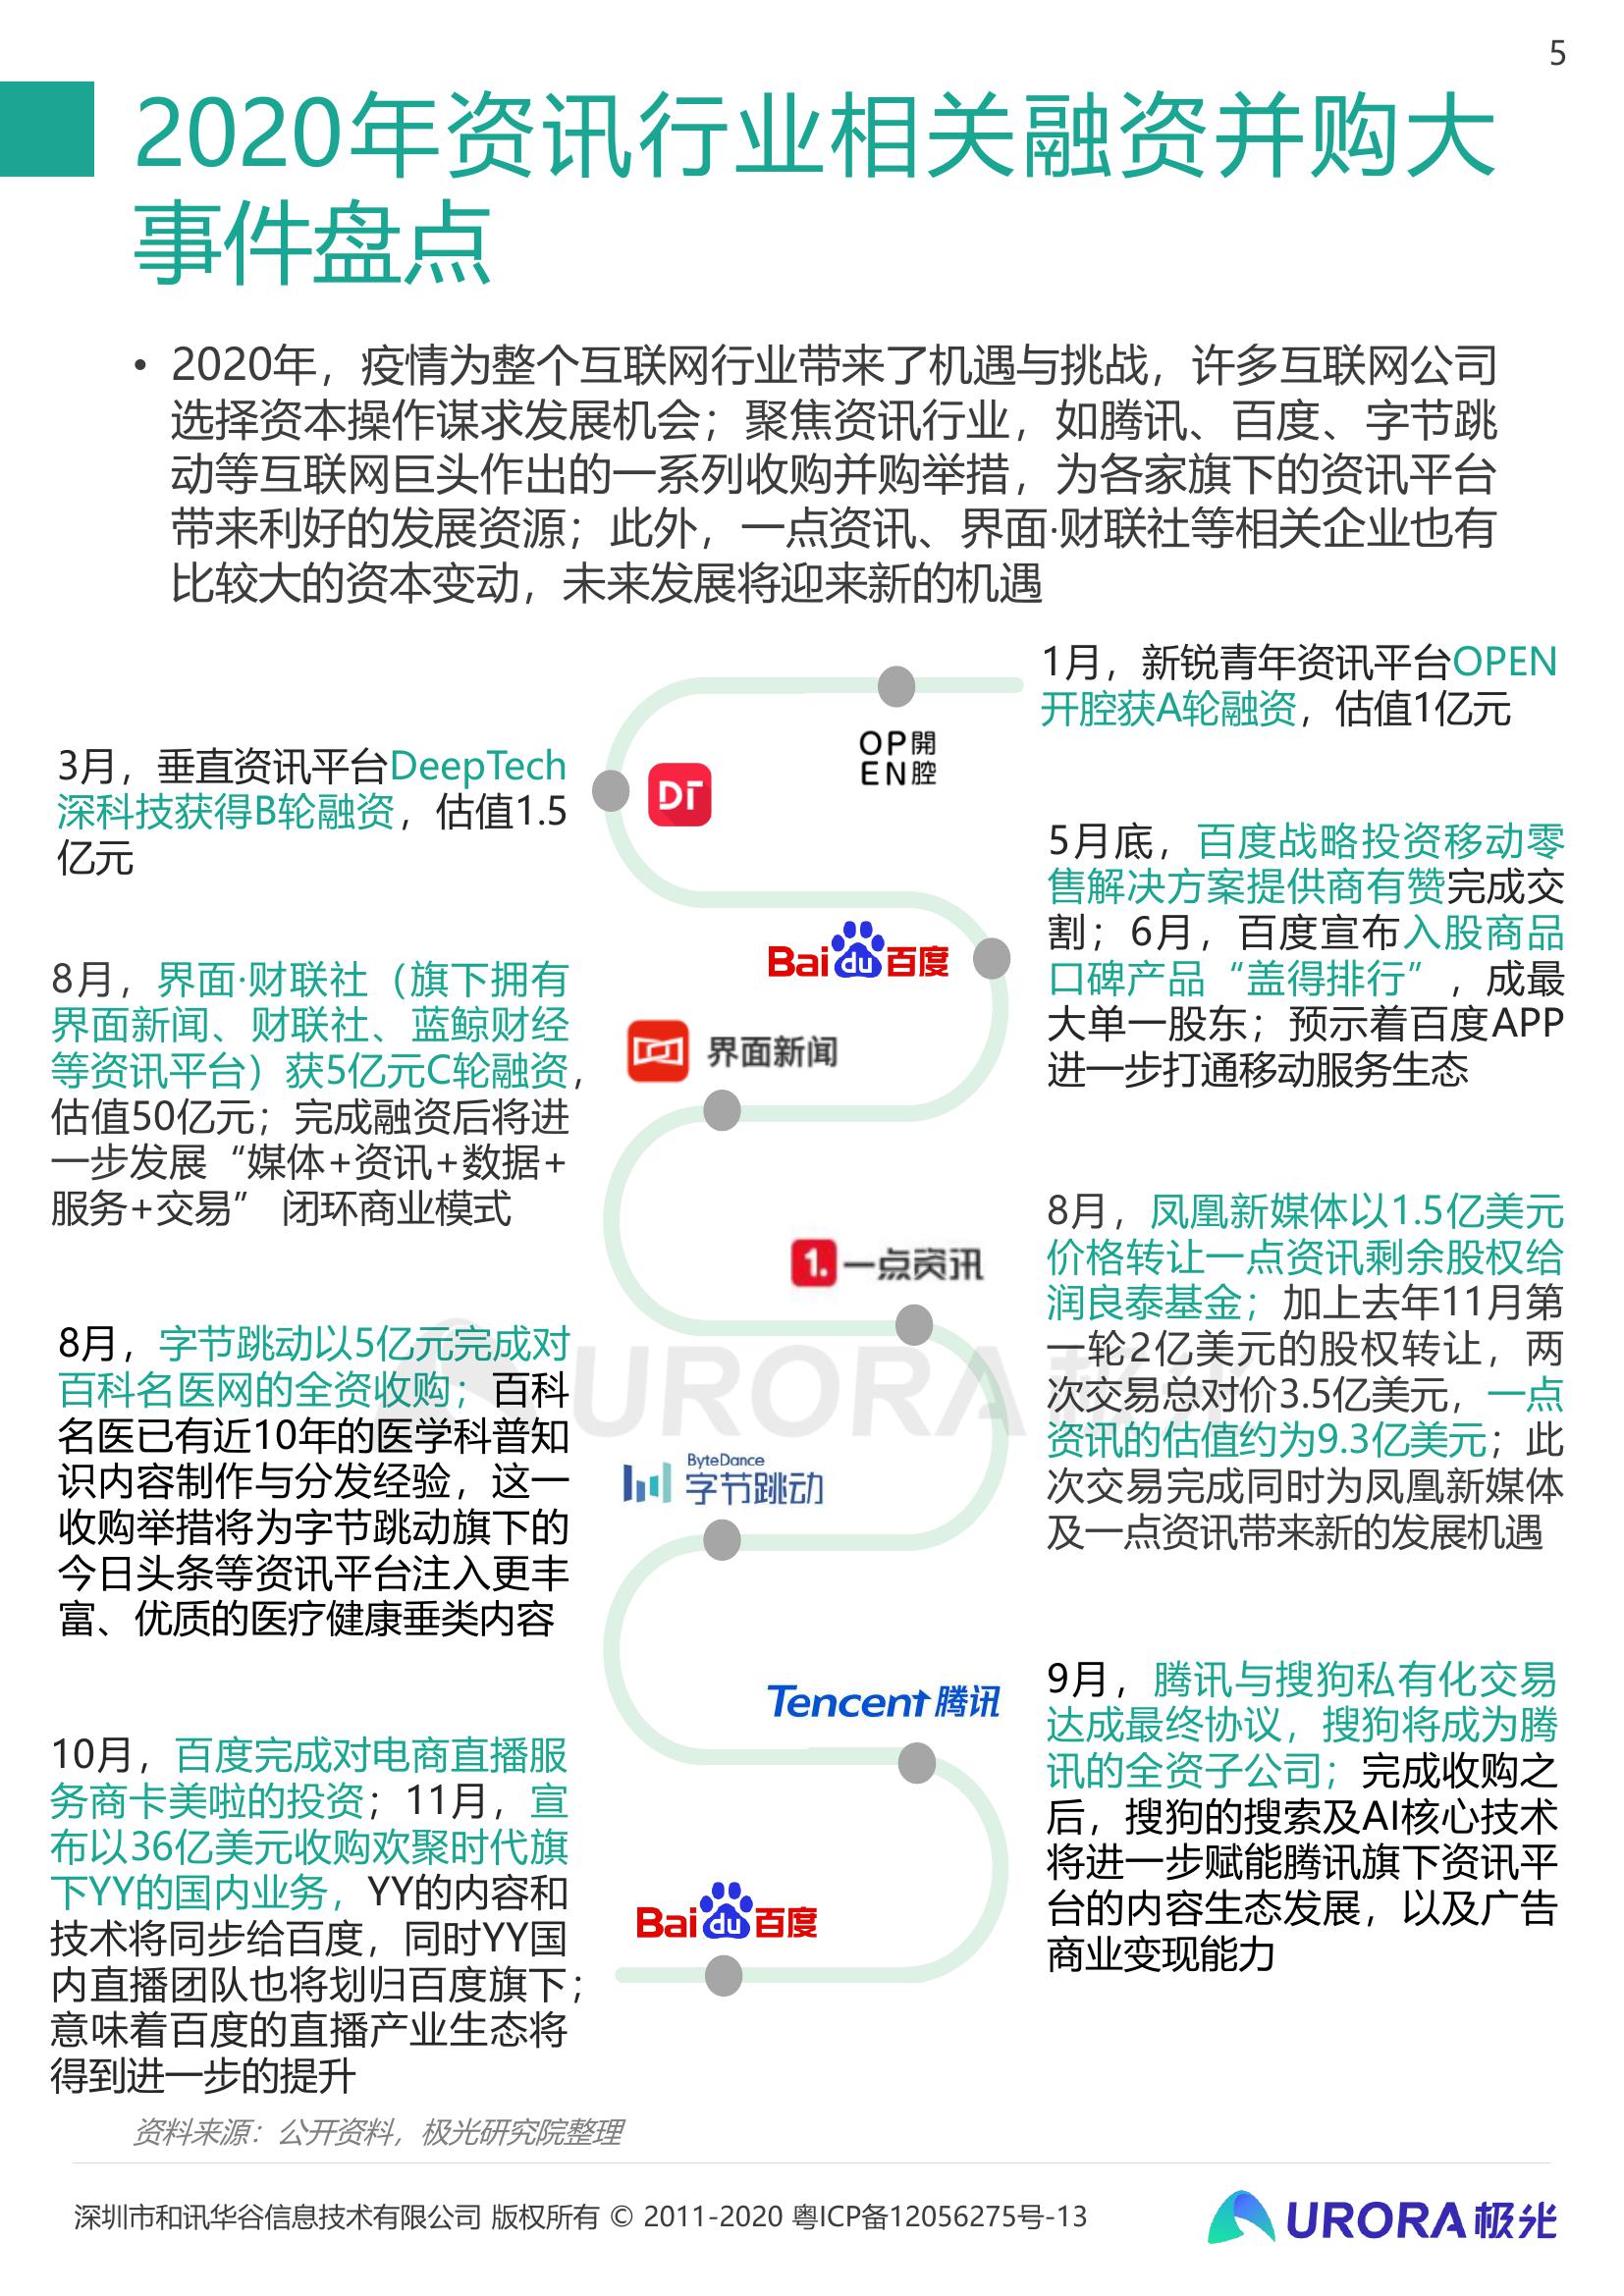 5
2020年资讯行业相关融资并购大
事件盘点
• 2020年，疫情为整个互联网行业带来了机遇与挑战，许多互联网公司
选择资本操作谋求发展机会；聚焦资讯行业，如腾讯、百度、字节跳
动等互联网巨头作出的一系列收购并购举措，为各家旗下的资讯平台
带来利好的发展资源；此外，一点资讯、界面·财联社等相关企业也有
比较大的资本变动，未来发展将迎来新的机遇
1月，新锐青年资讯平台OPEN
开腔获A轮融资，估值1亿元
OP開
EN腔
3月，垂直资讯平台DeepTech
深科技获得B轮融资，估值1.5
亿元
DT
5月底，百度战略投资移动零
售解决方案提供商有赞完成交
割；6月，百度宣布入股商品
口碑产品“盖得排行”，成最
大单一股东；预示着百度APP
进一步打通移动服务生态
Bai du 百度
8月，界面·财联社（旗下拥有
界面新闻、财联社、蓝鲸财经
等资讯平台）获5亿元C轮融资，
估值50亿元；完成融资后将进
一步发展“媒体+资讯+数据+
服务+交易” 闭环商业模式
界面新闻
8月，凤凰新媒体以1.5亿美元
价格转让一点资讯剩余股权给
润良泰基金；加上去年11月第
一轮2亿美元的股权转让，两
次交易总对价3.5亿美元，一点
资讯的估值约为9.3亿美元；此
次交易完成同时为凤凰新媒体
及一点资讯带来新的发展机遇
1. 一点资讯
8月，字节跳动以5亿元完成对
百科名医网的全资收购；百科
名医已有近10年的医学科普知
识内容制作与分发经验，这一
收购举措将为字节跳动旗下的
今日头条等资讯平台注入更丰
富、优质的医疗健康垂类内容
URORA 极光
ByteDance
字节跳动
9月，腾讯与搜狗私有化交易
达成最终协议，搜狗将成为腾
讯的全资子公司；完成收购之
后，搜狗的搜索及AI核心技术
将进一步赋能腾讯旗下资讯平
台的内容生态发展，以及广告
商业变现能力
Tencent 腾讯
10月，百度完成对电商直播服
务商卡美啦的投资；11月，宣
布以36亿美元收购欢聚时代旗
下YY的国内业务，YY的内容和
技术将同步给百度，同时YY国
内直播团队也将划归百度旗下；
意味着百度的直播产业生态将
得到进一步的提升
Bai du 百度
资料来源：公开资料，极光研究院整理
深圳市和讯华谷信息技术有限公司 版权所有 © 2011-2020 粤ICP备12056275号-13
URORA 极光